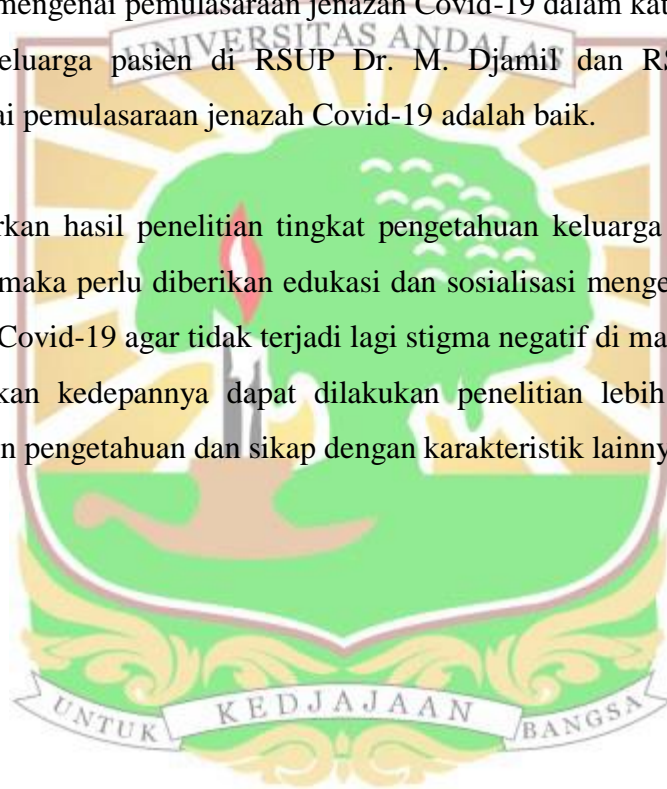 mengenai pemulasaraan jenazah Covid-19 dalam kat
UNIVERSITAS ANDALAS
eluarga pasien di RSUP Dr. M. Djamil dan RS
ai pemulasaraan jenazah Covid-19 adalah baik.
rkan hasil penelitian tingkat pengetahuan keluarga
maka perlu diberikan edukasi dan sosialisasi menge
Covid-19 agar tidak terjadi lagi stigma negatif di ma
kan kedepannya dapat dilakukan penelitian lebih
n pengetahuan dan sikap dengan karakteristik lainny
UNTUK KEDJAJAAN BANGSA